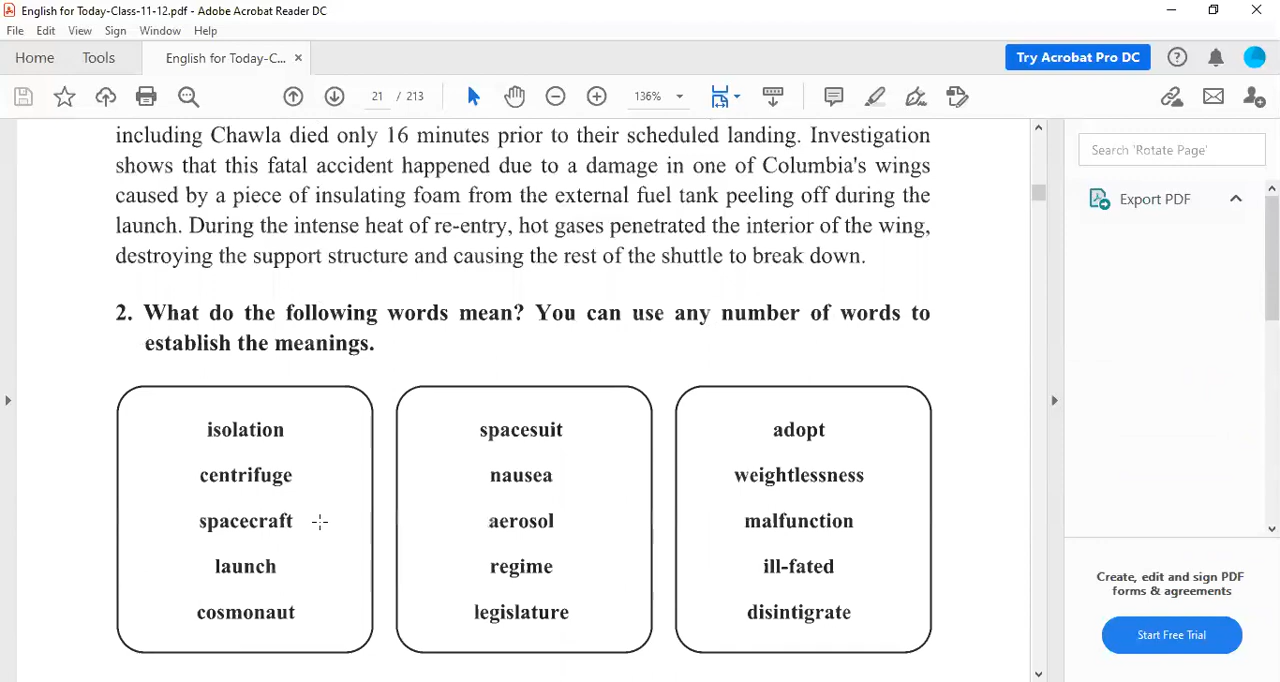 English for Today-Class-11-12.pdf - Adobe Acrobat Reader DC
File Edit View Sign Window Help
Home Tools English for Today-C... × Try Acrobat Pro DC
21 / 213 136%
including Chawla died only 16 minutes prior to their scheduled landing. Investigation
shows that this fatal accident happened due to a damage in one of Columbia's wings
caused by a piece of insulating foam from the external fuel tank peeling off during the
launch. During the intense heat of re-entry, hot gases penetrated the interior of the wing,
destroying the support structure and causing the rest of the shuttle to break down.
2. What do the following words mean? You can use any number of words to
establish the meanings.
isolation
centrifuge
spacecraft
launch
cosmonaut
spacesuit
nausea
aerosol
regime
legislature
adopt
weightlessness
malfunction
ill-fated
disintigrate
Search 'Rotate Page'
Export PDF
Create, edit and sign PDF
forms & agreements
Start Free Trial